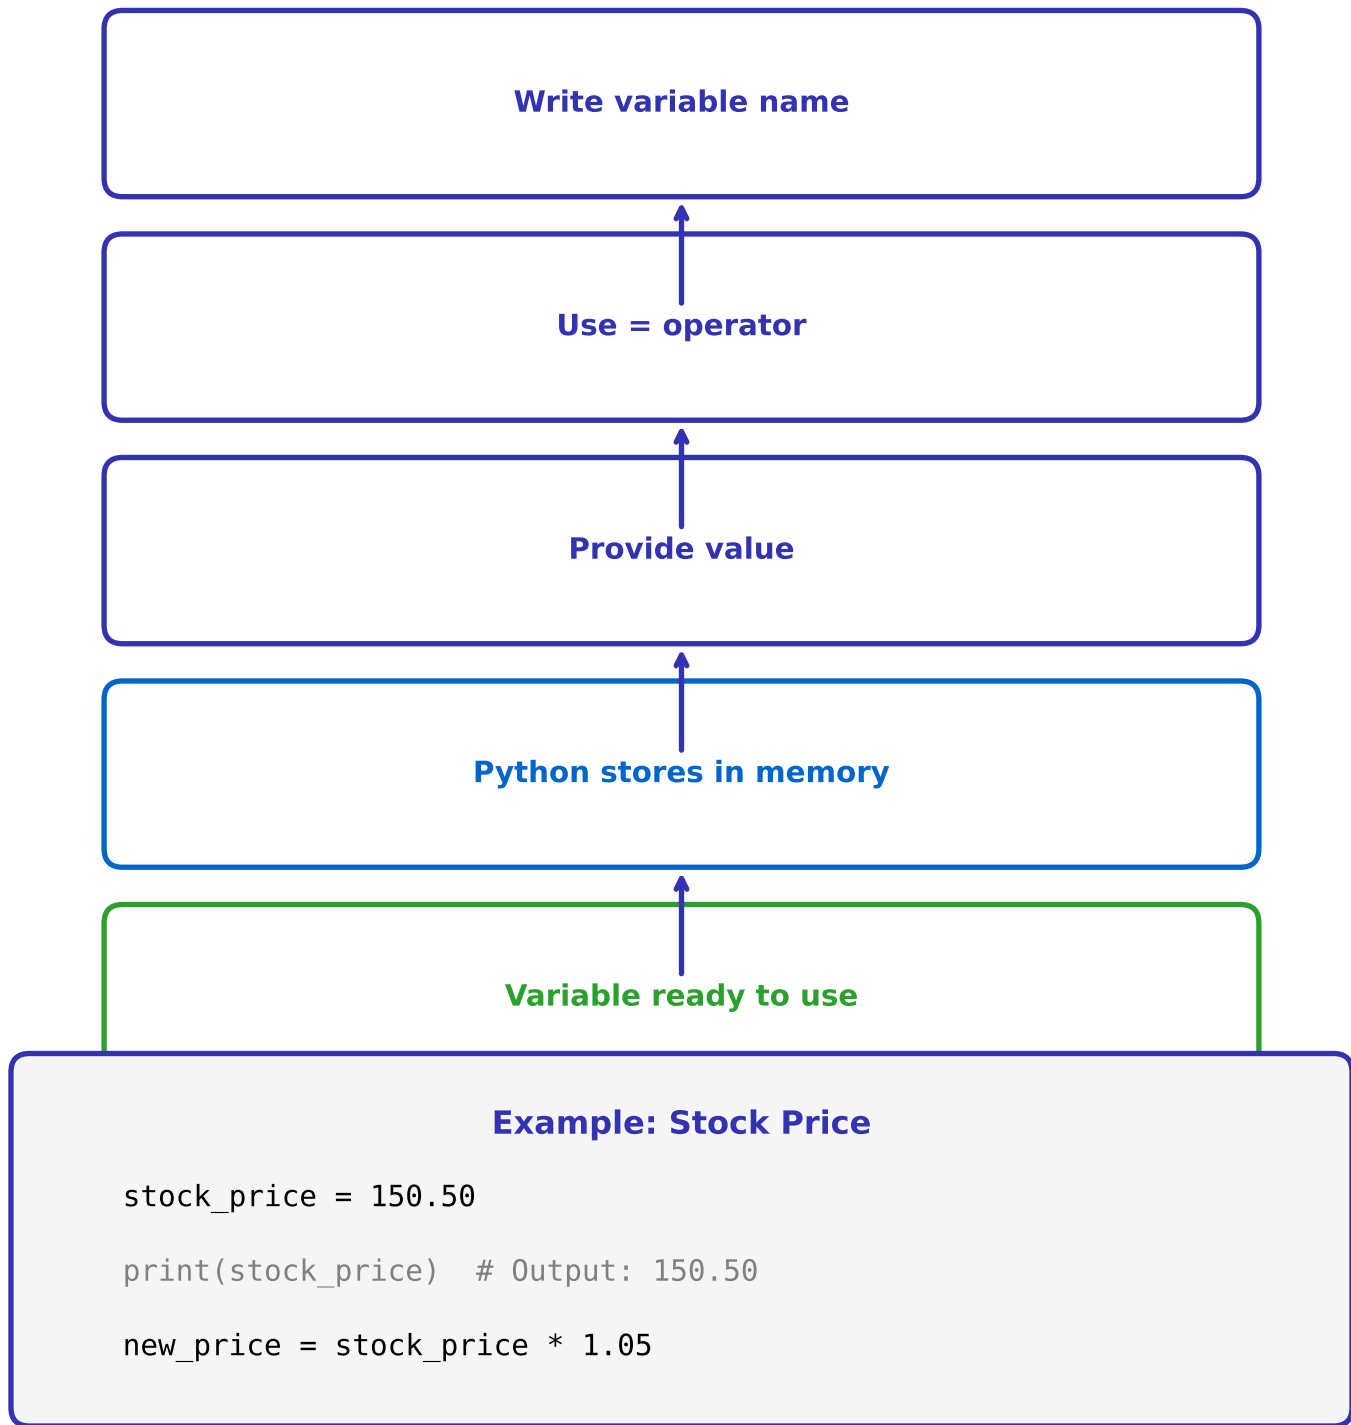 Write variable name
Use = operator
Provide value
Python stores in memory
Variable ready to use
Example: Stock Price
stock_price = 150.50
print(stock_price)  # Output: 150.50
new_price = stock_price * 1.05